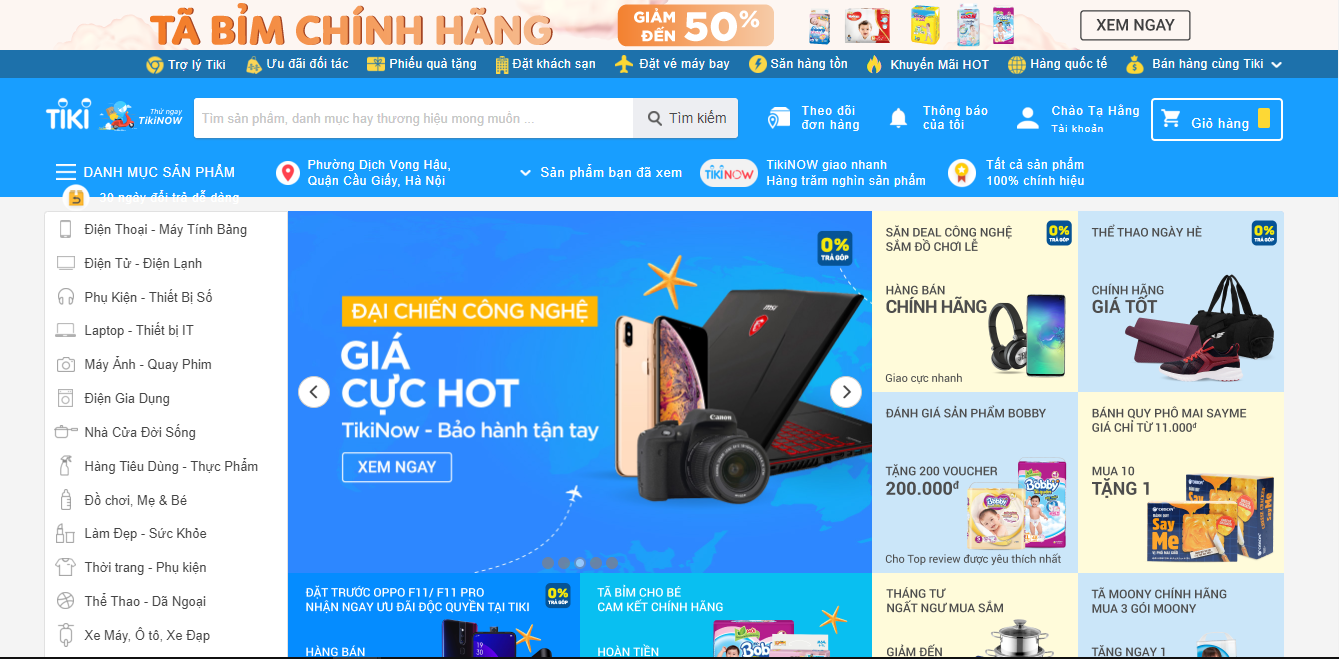 TÃ BỈM CHÍNH HÃNG
GIẢM ĐẾN 50%
XEM NGAY
Trợ lý Tiki
Ưu đãi đối tác
Phiếu quà tặng
Đặt khách sạn
Đặt vé máy bay
Săn hàng tồn
Khuyến Mãi HOT
Hàng quốc tế
Bán hàng cùng Tiki
TIKI
Thử ngay
TikiNOW
Tìm sản phẩm, danh mục hay thương hiệu mong muốn ...
Tìm kiếm
Theo dõi
đơn hàng
Thông báo
của tôi
Chào Tạ Hằng
Tài khoản
Giỏ hàng
DANH MỤC SẢN PHẨM
Phường Dịch Vọng Hậu,
Quận Cầu Giấy, Hà Nội
Sản phẩm bạn đã xem
TIKI NOW
TikiNOW giao nhanh
Hàng trăm nghìn sản phẩm
Tất cả sản phẩm
100% chính hiệu
30 ngày đổi trả dễ dàng
Điện Thoại - Máy Tính Bảng
Điện Tử - Điện Lạnh
Phụ Kiện - Thiết Bị Số
Laptop - Thiết bị IT
Máy Ảnh - Quay Phim
Điện Gia Dụng
Nhà Cửa Đời Sống
Hàng Tiêu Dùng - Thực Phẩm
Đồ chơi, Mẹ & Bé
Làm Đẹp - Sức Khỏe
Thời trang - Phụ kiện
Thể Thao - Dã Ngoại
Xe Máy, Ô tô, Xe Đạp
0%
TRẢ GÓP
ĐẠI CHIẾN CÔNG NGHỆ
GIÁ
CỰC HOT
TikiNow - Bảo hành tận tay
XEM NGAY
msi
Canon
SĂN DEAL CÔNG NGHỆ
SẮM ĐỒ CHƠI LỄ
0%
TRẢ GÓP
HÀNG BÁN
CHÍNH HÃNG
Giao cực nhanh
THỂ THAO NGÀY HÈ
0%
TRẢ GÓP
CHÍNH HÃNG
GIÁ TỐT
ĐÁNH GIÁ SẢN PHẨM BOBBY
TẶNG 200 VOUCHER
200.000đ
Bobby
Bobby
Cho Top review được yêu thích nhất
BÁNH QUY PHÔ MAI SAYME
GIÁ CHỈ TỪ 11.000đ
MUA 10
TẶNG 1
Say
Me
ĐẶT TRƯỚC OPPO F11/ F11 PRO
NHẬN NGAY ƯU ĐÃI ĐỘC QUYỀN TẠI TIKI
0%
TRẢ GÓP
HÀNG BÁN
TÃ BỈM CHO BÉ
CAM KẾT CHÍNH HÃNG
HOÀN TIỀN
Bobby
THÁNG TƯ
NGẤT NGƯ MUA SẮM
GIẢM ĐẾN
TÃ MOONY CHÍNH HÃNG
MUA 3 GÓI MOONY
TẶNG NGAY 1